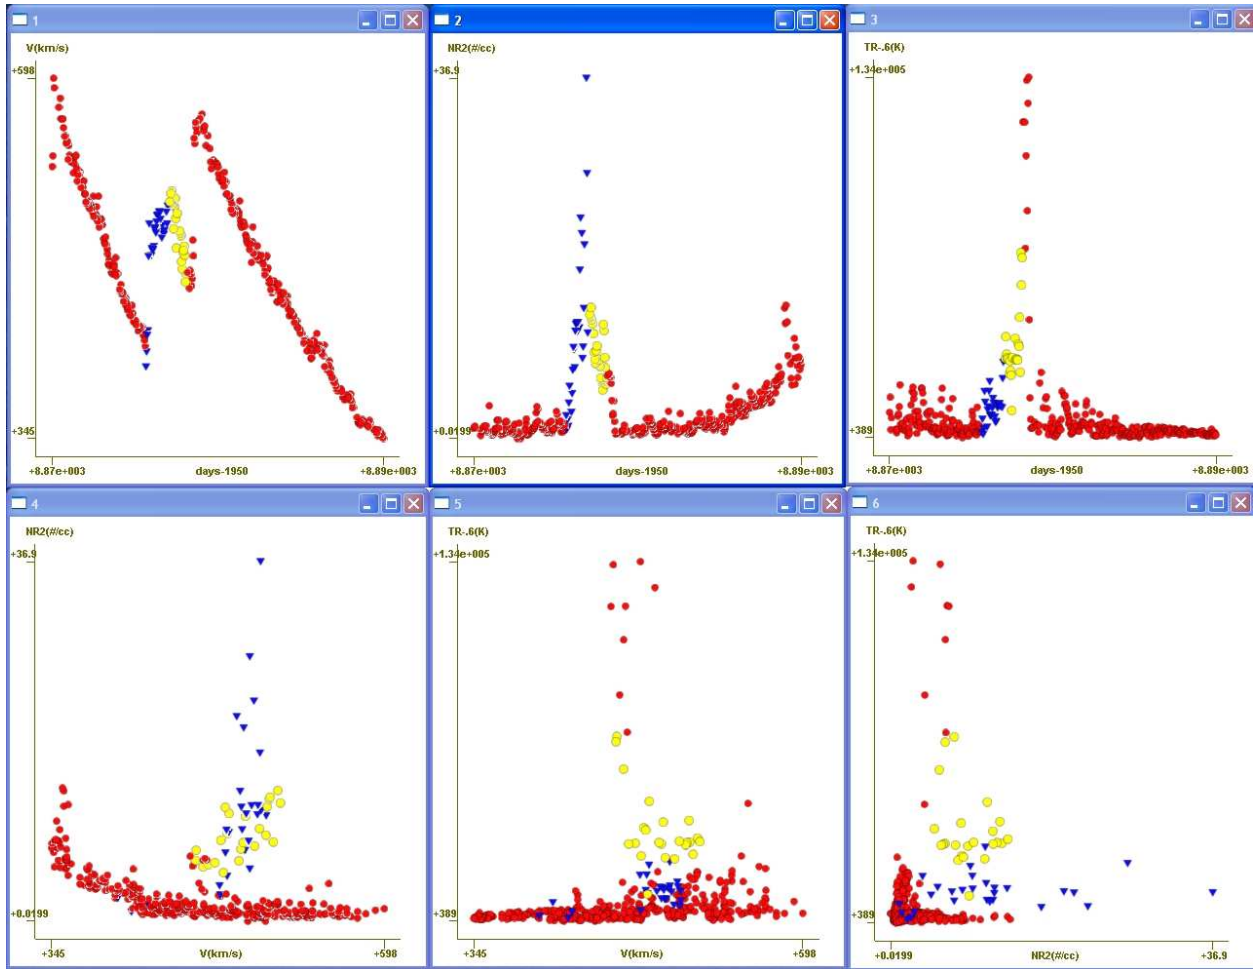 1
V(km/s)
+598
+345
+8.87e+003
days-1950
+8.89e+003
2
NR2(#/cc)
+36.9
+0.0199
+8.87e+003
days-1950
+8.89e+003
3
TR-.6(K)
+1.34e+005
+389
+8.87e+003
days-1950
+8.89e+003
4
NR2(#/cc)
+36.9
+0.0199
+345
V(km/s)
+598
5
TR-.6(K)
+1.34e+005
+389
+345
V(km/s)
+598
6
TR-.6(K)
+1.34e+005
+389
+0.0199
NR2(#/cc)
+36.9